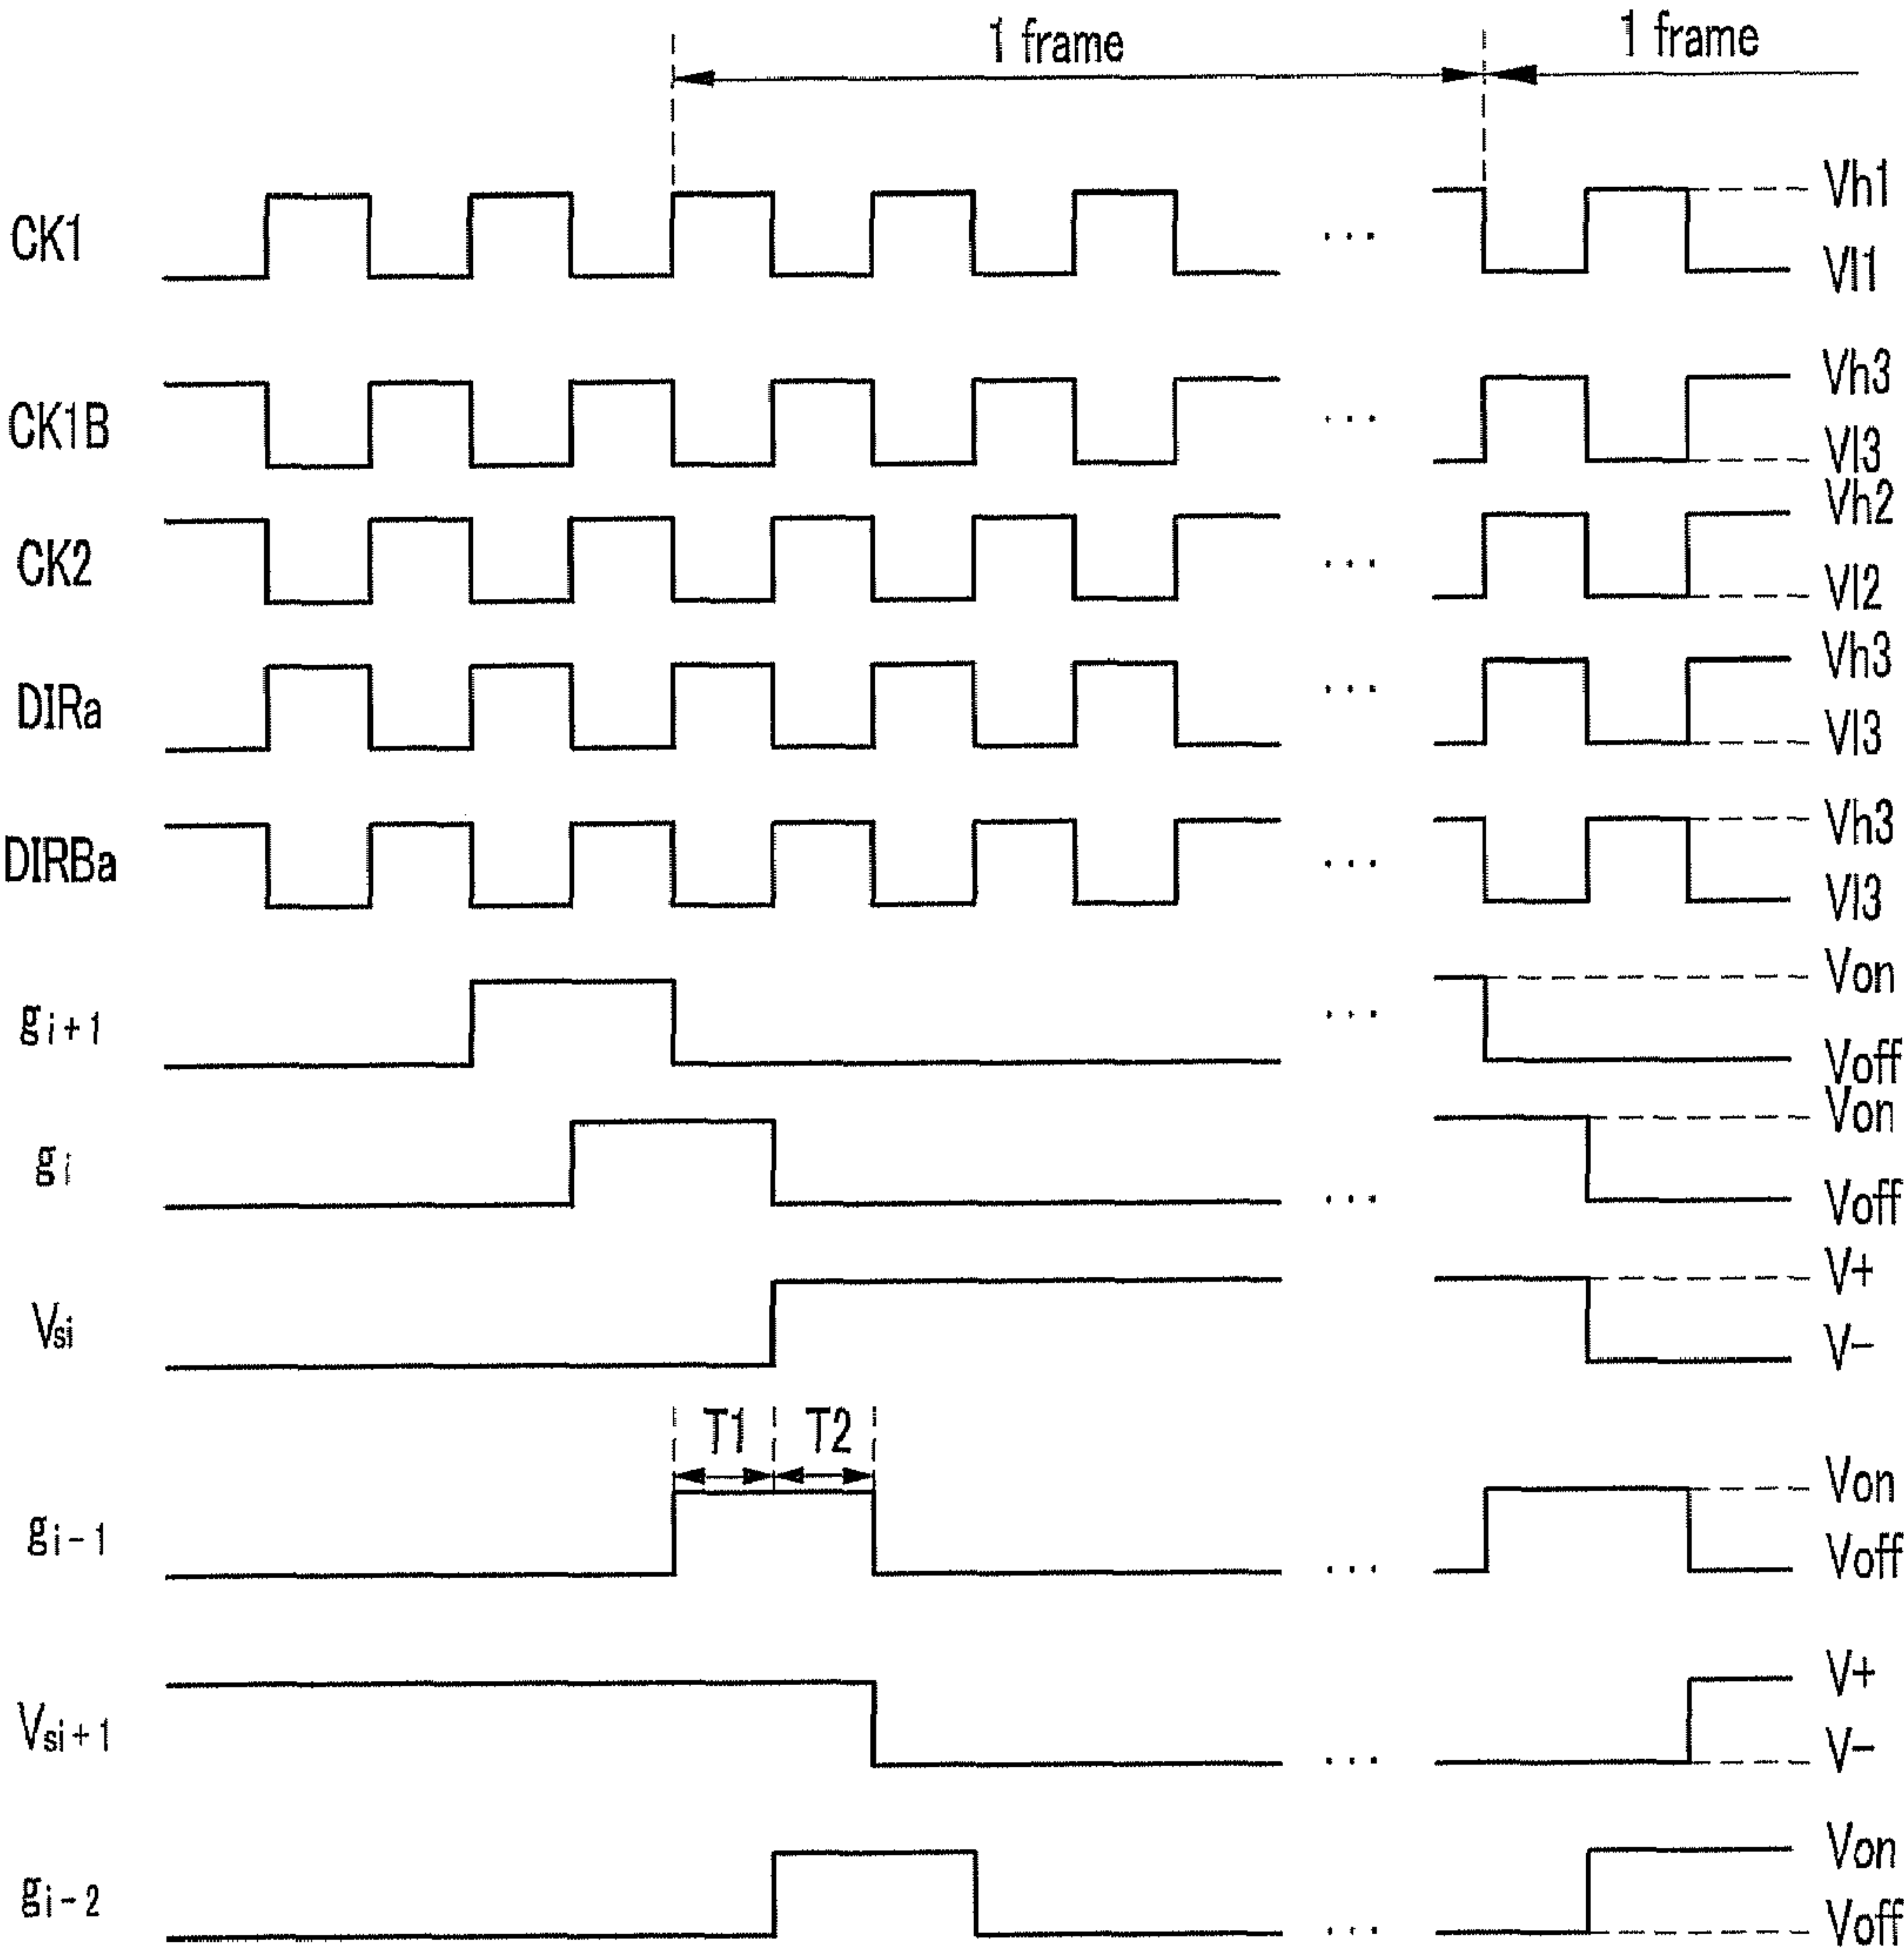 1 frame
1 frame
CK1
Vh1
Vl1
CK1B
Vh3
Vl3
CK2
Vh2
Vl2
DIRa
Vh3
Vl3
DIRBa
Vh3
Vl3
...
gi+1
Von
Voff
gi
Von
Voff
Vsi
V+
V−
T1
T2
gi−1
Von
Voff
Vsi+1
V+
V−
gi−2
Von
Voff